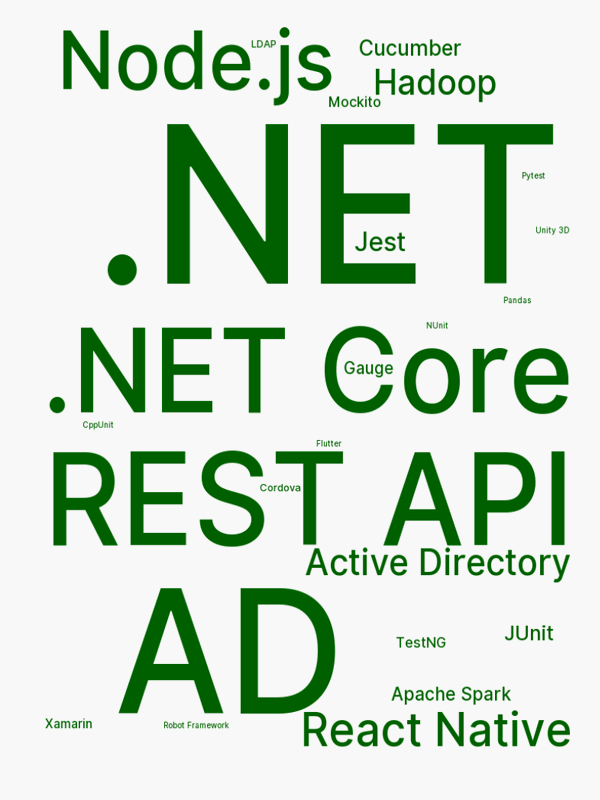 Node.js
LDAP
Cucumber
Hadoop
Mockito
.NET
Pytest
Unity 3D
Jest
Pandas
NUnit
.NET Core
Gauge
CppUnit
Flutter
REST API
Cordova
Active Directory
AD
JUnit
TestNG
Apache Spark
Xamarin
Robot Framework
React Native